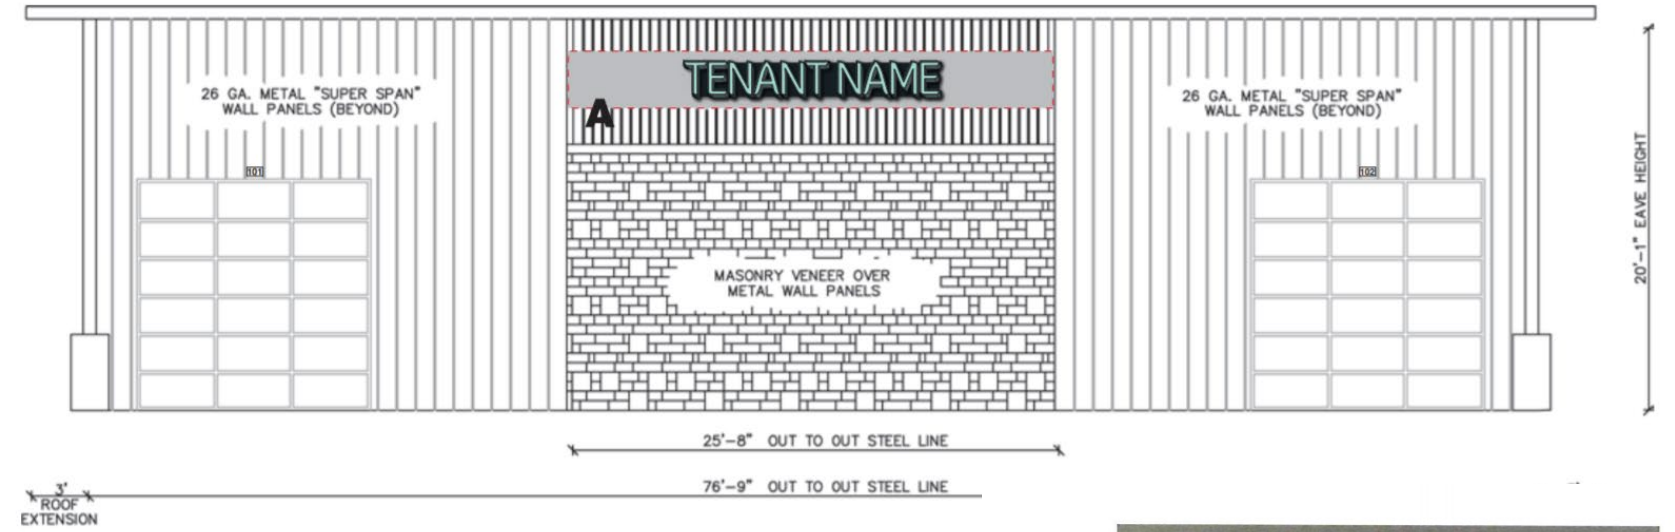 TENANT NAME
A
26 GA. METAL "SUPER SPAN"
WALL PANELS (BEYOND)
26 GA. METAL "SUPER SPAN"
WALL PANELS (BEYOND)
101
102
20'-1" EAVE HEIGHT
MASONRY VENEER OVER
METAL WALL PANELS
25'-8" OUT TO OUT STEEL LINE
76'-9" OUT TO OUT STEEL LINE
3'
ROOF
EXTENSION